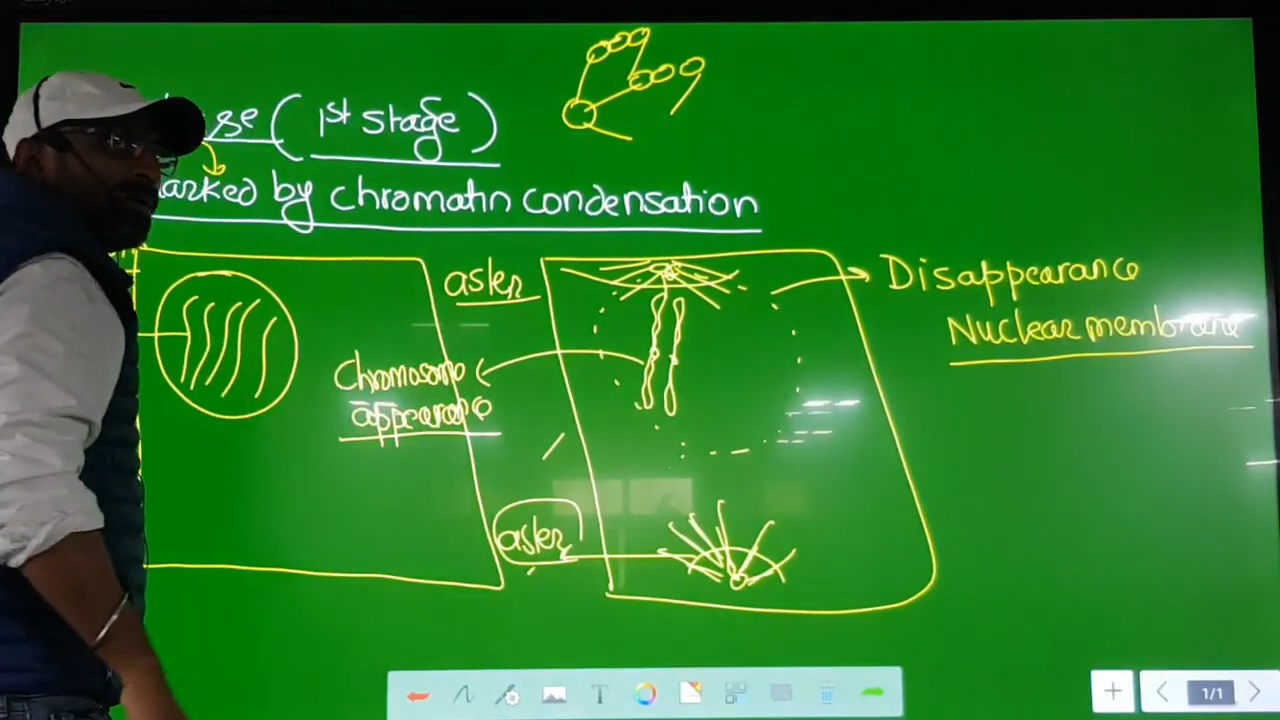 se (1st stage)
arked by chromatin condensation
aster
Disappearance
Nuclear membrane
Chromosome
appearance
aster
1/1